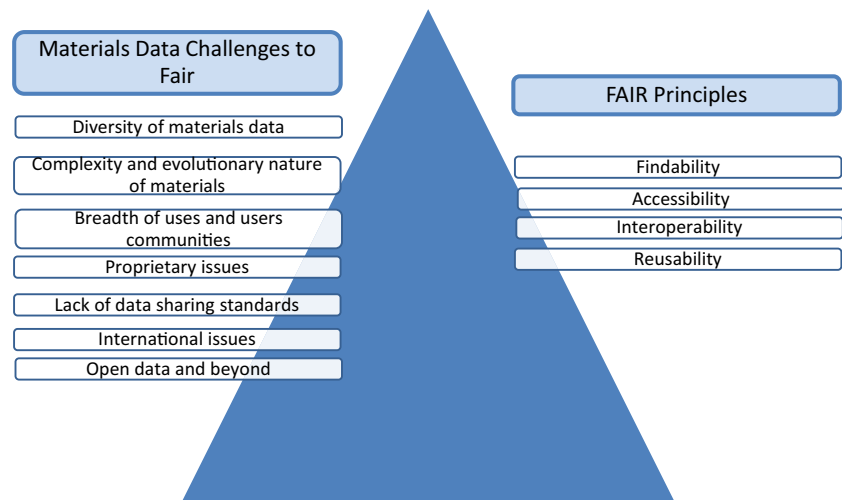 Materials Data Challenges to
Fair
Diversity of materials data
Complexity and evolutionary nature
of materials
Breadth of uses and users
communities
Proprietary issues
Lack of data sharing standards
International issues
Open data and beyond
FAIR Principles
Findability
Accessibility
Interoperability
Reusability